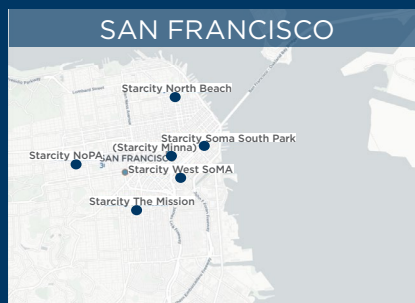 SAN FRANCISCO
Starcity North Beach
Starcity Soma South Park
(Starcity Minna)
Starcity NoPA
SAN FRANCISCO
Starcity West SoMA
Starcity The Mission